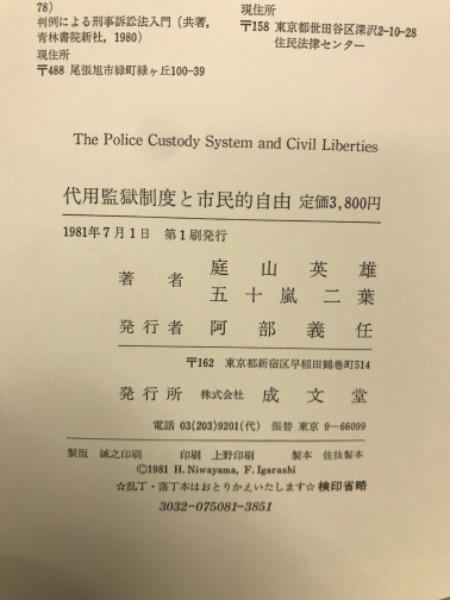 78)
判例による刑事訴訟法入門（共著,
青林書院新社, 1980）
現住所
〒488 尾張旭市緑町緑ヶ丘100-39
現住所
〒158 東京都世田谷区深沢2-10-28
住民法律センター
The Police Custody System and Civil Liberties
代用監獄制度と市民的自由 定価3,800円
1981年7月1日 第1刷発行
著者 庭山英雄
五十嵐二葉
発行者 阿部義任
〒162 東京都新宿区早稲田鶴巻町514
発行所 株式会社 成文堂
電話 03(203)9201(代) 振替 東京 9-66099
製版 誠之印刷 印刷 上野印刷 製本 佐抜製本
©1981 H. Niwayama, F. Igarashi
☆乱丁・落丁本はおとりかえいたします☆ 検印省略
3032-075081-3851